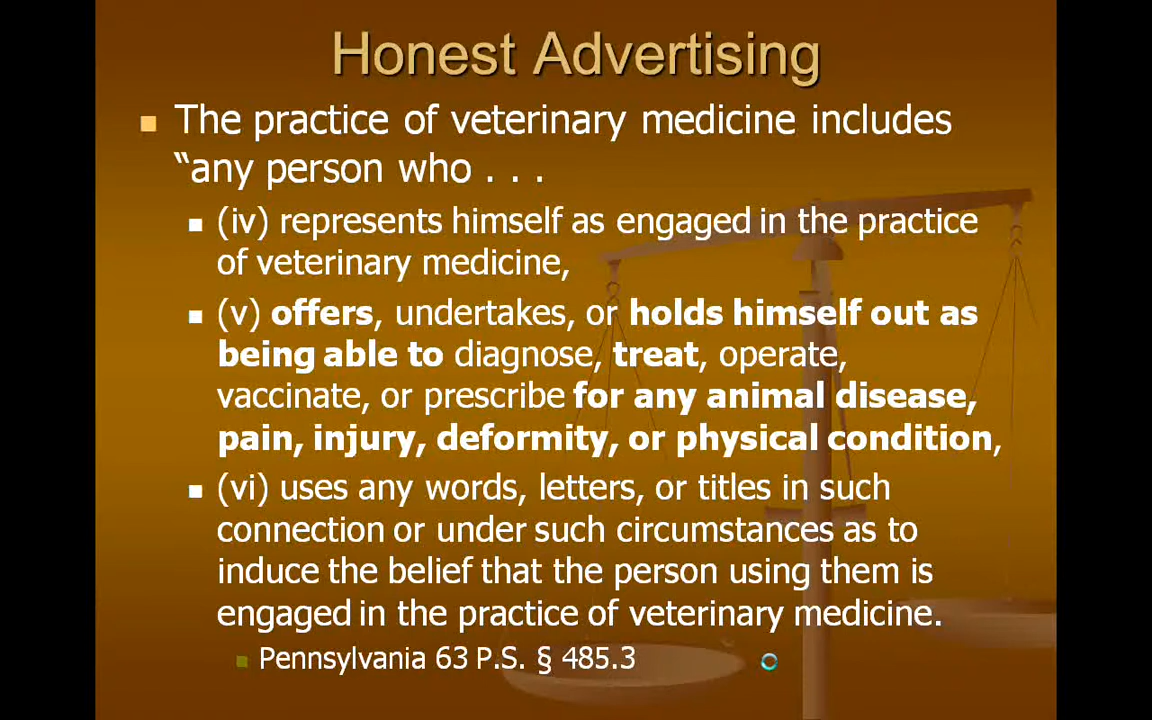 Honest Advertising
The practice of veterinary medicine includes
“any person who . . .
(iv) represents himself as engaged in the practice
of veterinary medicine,
(v) offers, undertakes, or holds himself out as
being able to diagnose, treat, operate,
vaccinate, or prescribe for any animal disease,
pain, injury, deformity, or physical condition,
(vi) uses any words, letters, or titles in such
connection or under such circumstances as to
induce the belief that the person using them is
engaged in the practice of veterinary medicine.
Pennsylvania 63 P.S. § 485.3